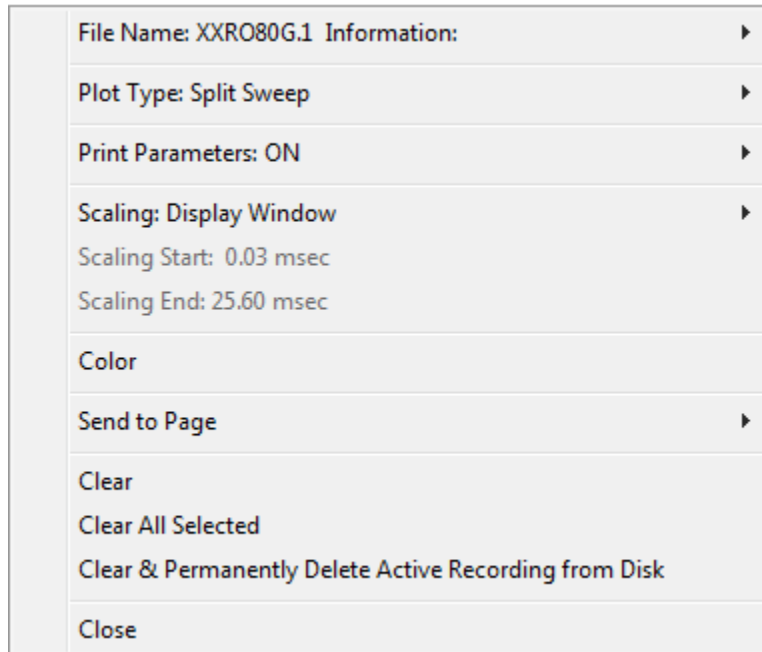 File Name: XXRO80G.1  Information:
Plot Type: Split Sweep
Print Parameters: ON
Scaling: Display Window
Scaling Start:  0.03 msec
Scaling End: 25.60 msec
Color
Send to Page
Clear
Clear All Selected
Clear & Permanently Delete Active Recording from Disk
Close